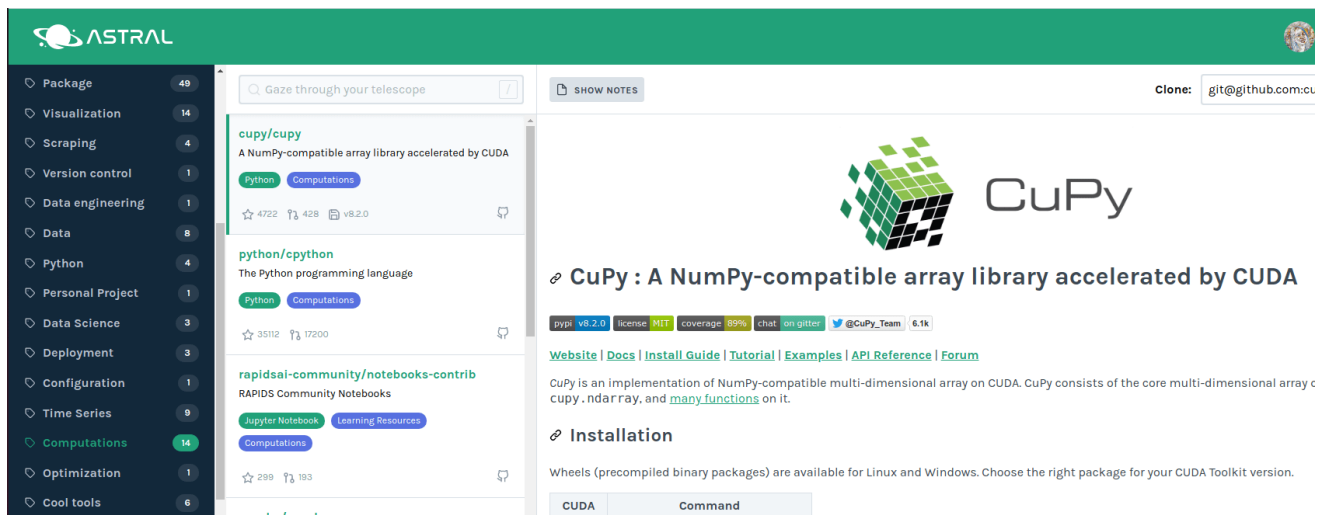 ASTRAL
Package 49
Visualization 14
Scraping 4
Version control 1
Data engineering 1
Data 8
Python 4
Personal Project 1
Data Science 3
Deployment 3
Configuration 1
Time Series 9
Computations 14
Optimization 1
Cool tools 6
Gaze through your telescope /
cupy/cupy
A NumPy-compatible array library accelerated by CUDA
Python Computations
4722 428 v8.2.0
python/cpython
The Python programming language
Python Computations
35112 17200
rapidsai-community/notebooks-contrib
RAPIDS Community Notebooks
Jupyter Notebook Learning Resources
Computations
299 193
SHOW NOTES
Clone: git@github.com:cu
CuPy
CuPy : A NumPy-compatible array library accelerated by CUDA
pypi v8.2.0 license MIT coverage 89% chat on gitter @CuPy_Team 6.1k
Website | Docs | Install Guide | Tutorial | Examples | API Reference | Forum
CuPy is an implementation of NumPy-compatible multi-dimensional array on CUDA. CuPy consists of the core multi-dimensional array
cupy.ndarray, and many functions on it.
Installation
Wheels (precompiled binary packages) are available for Linux and Windows. Choose the right package for your CUDA Toolkit version.
CUDA Command